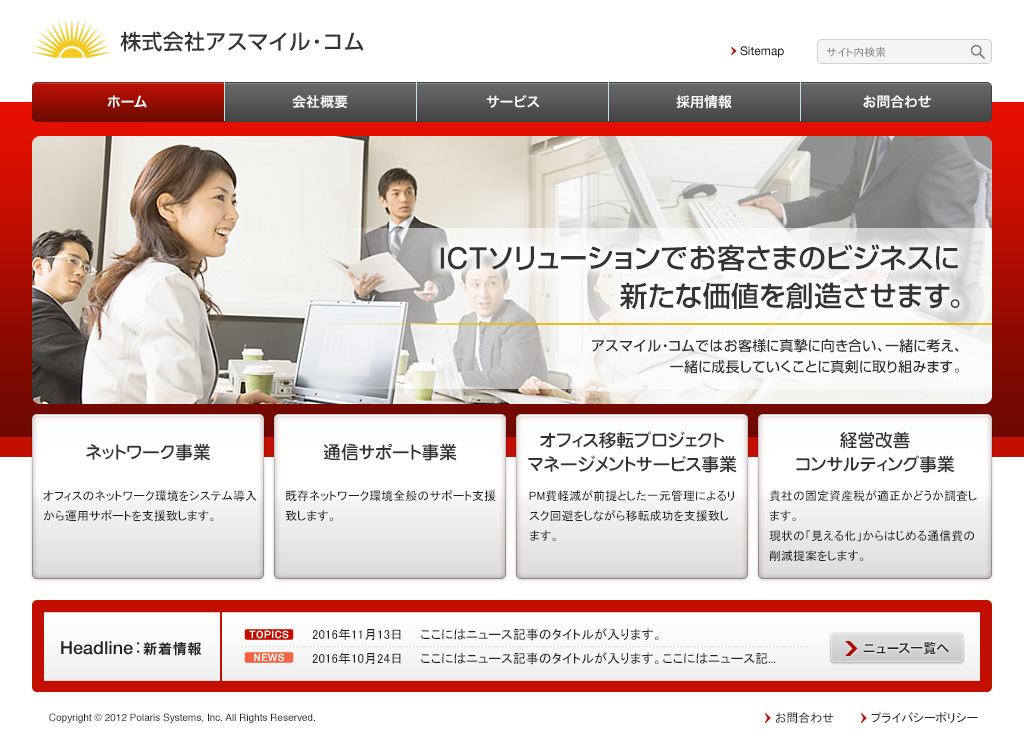 株式会社アスマイル・コム
Sitemap
サイト内検索
ホーム
会社概要
サービス
採用情報
お問合わせ
ICTソリューションでお客さまのビジネスに
新たな価値を創造させます。
アスマイル・コムではお客様に真摯に向き合い、一緒に考え、
一緒に成長していくことに真剣に取り組みます。
ネットワーク事業
オフィスのネットワーク環境をシステム導入
から運用サポートを支援致します。
通信サポート事業
既存ネットワーク環境全般のサポート支援
致します。
オフィス移転プロジェクト
マネージメントサービス事業
PM費軽減が前提とした一元管理によるリ
スク回避をしながら移転成功を支援致し
ます。
経営改善
コンサルティング事業
貴社の固定資産税が適正かどうか調査し
ます。
現状の「見える化」からはじめる通信費の
削減提案をします。
Headline：新着情報
TOPICS 2016年11月13日 ここにはニュース記事のタイトルが入ります。
NEWS 2016年10月24日 ここにはニュース記事のタイトルが入ります。ここにはニュース記...
ニュース一覧へ
Copyright © 2012 Polaris Systems, Inc. All Rights Reserved.
お問合わせ
プライバシーポリシー